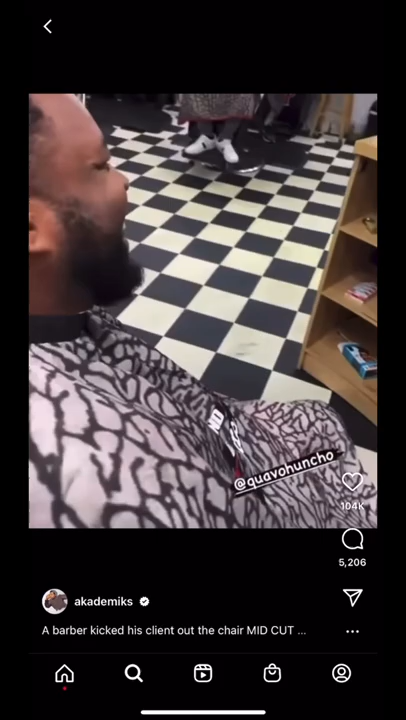 @quavohuncho
104K
5,206
akademiks
A barber kicked his client out the chair MID CUT ...